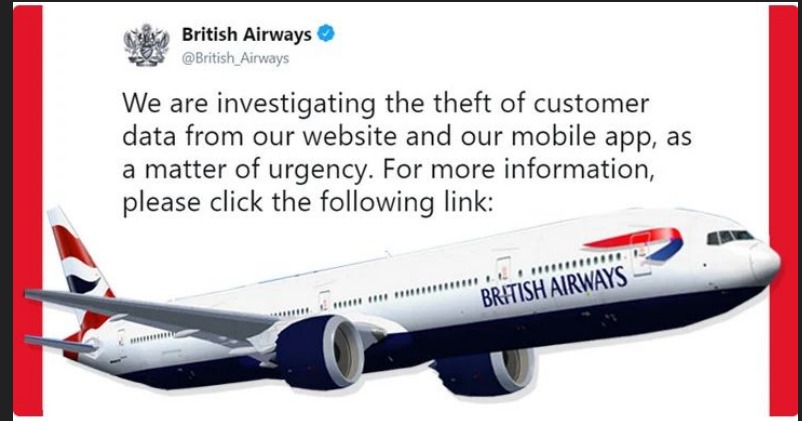 British Airways
@British_Airways
We are investigating the theft of customer
data from our website and our mobile app, as
a matter of urgency. For more information,
please click the following link:
BRITISH AIRWAYS